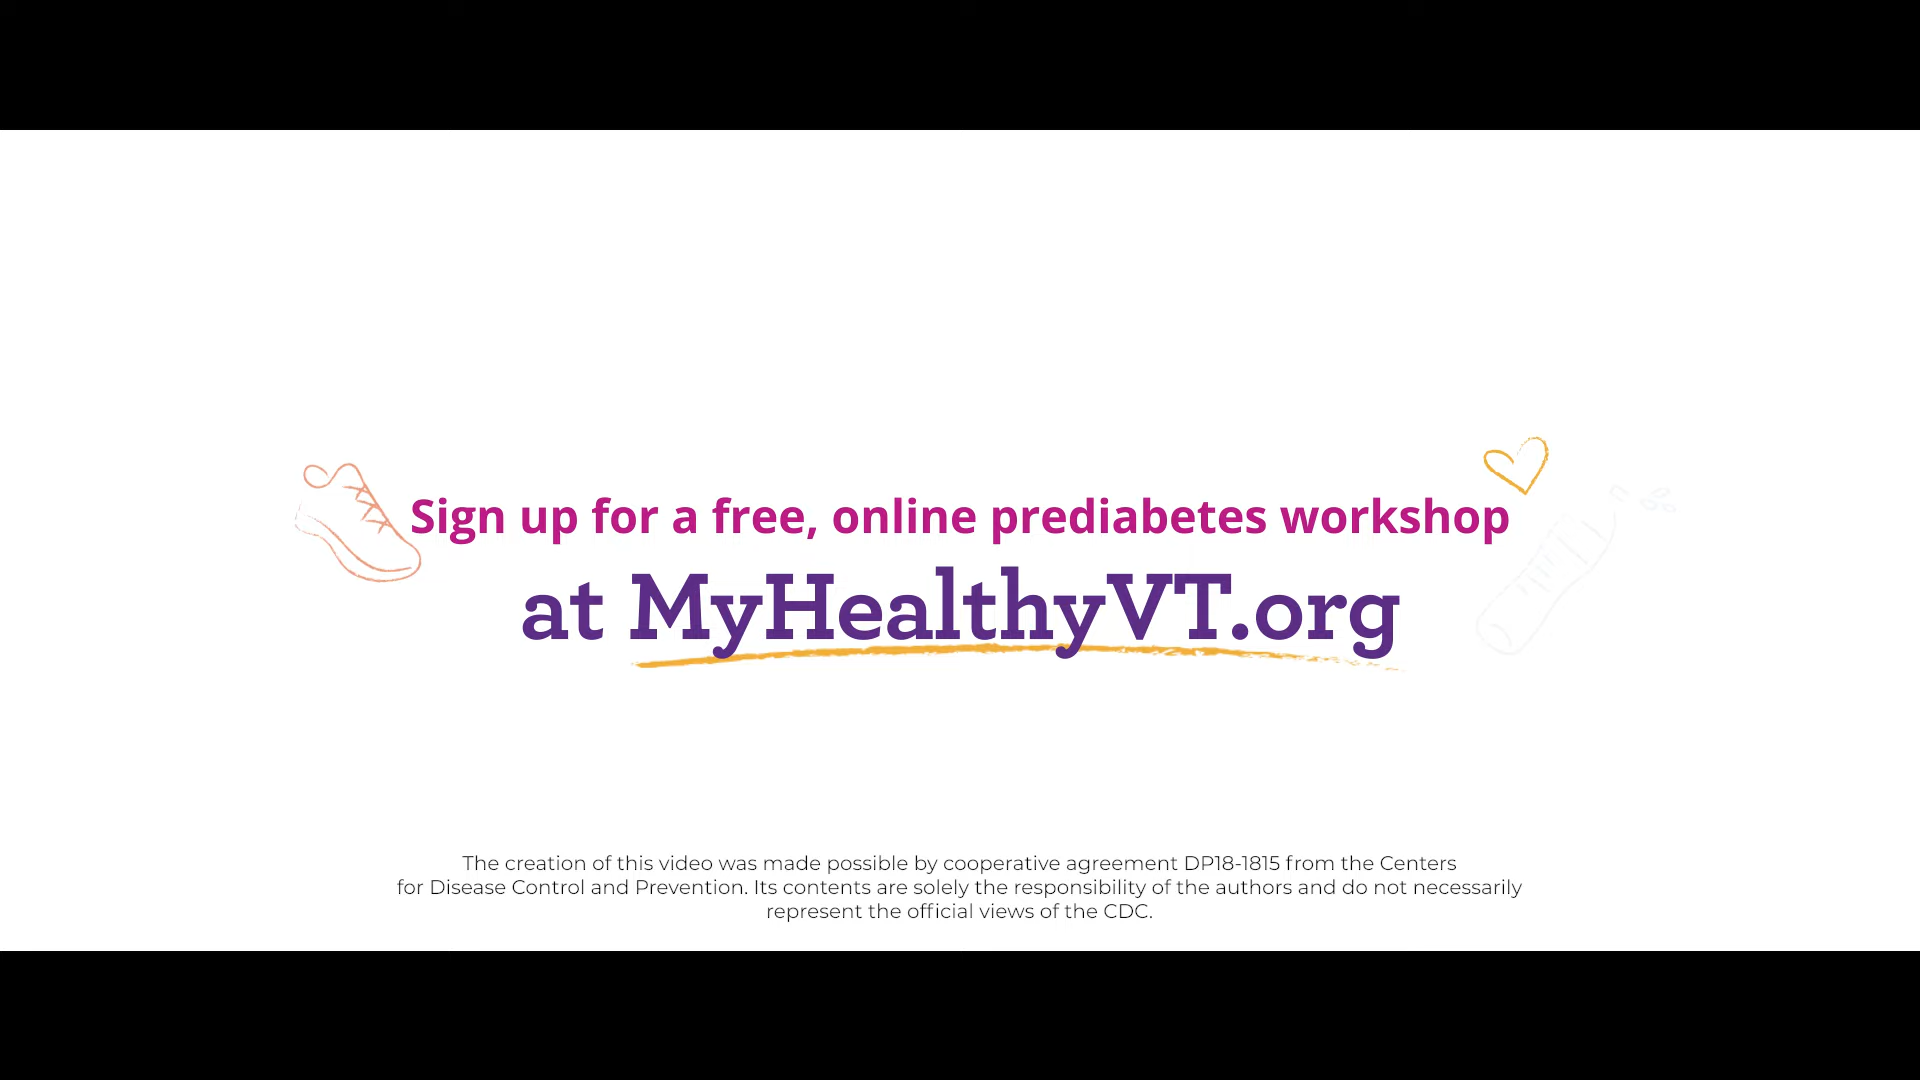 Sign up for a free, online prediabetes workshop
at MyHealthyVT.org
The creation of this video was made possible by cooperative agreement DP18-1815 from the Centers
for Disease Control and Prevention. Its contents are solely the responsibility of the authors and do not necessarily
represent the official views of the CDC.